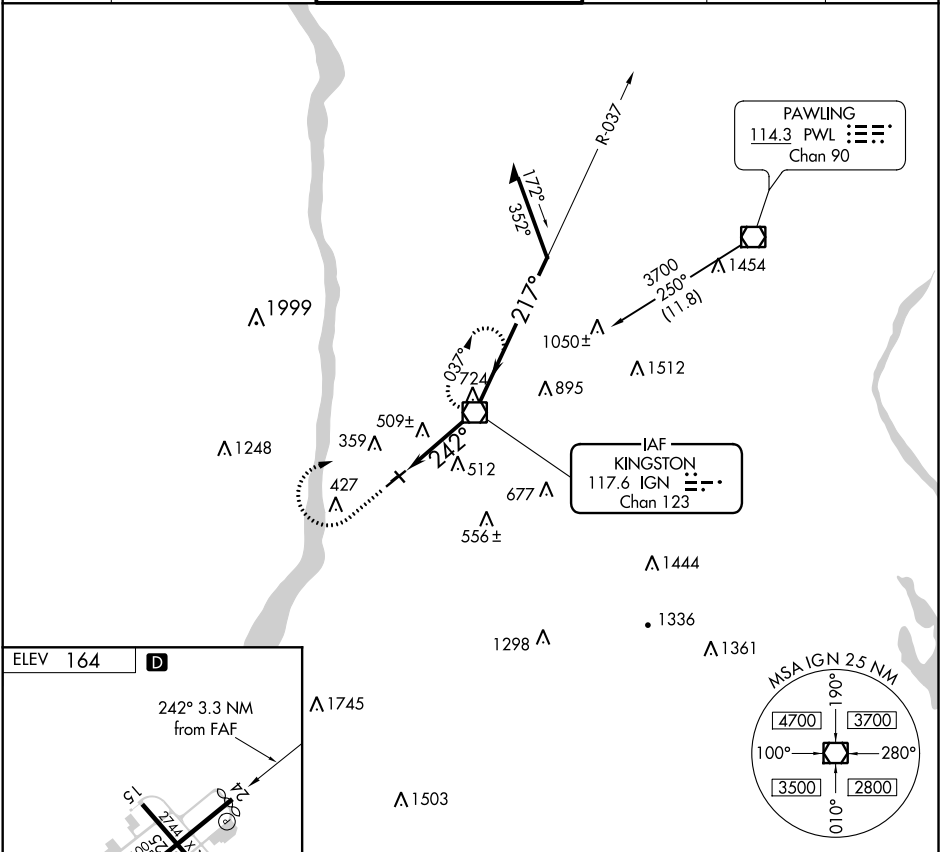 R-037
PAWLING
114.3 PWL
Chan 90
172°
352°
1454
3700
250°
(11.8)
217°
1999
1050±
1512
037°
724
895
509±
359
1248
242°
512
IAF
KINGSTON
117.6 IGN
Chan 123
427
677
556±
1444
1336
1298
1361
ELEV 164
D
242° 3.3 NM
from FAF
1745
MSA IGN 25 NM
190°
4700
3700
100°
280°
3500
2800
010°
1503
15
24
2744
P
X